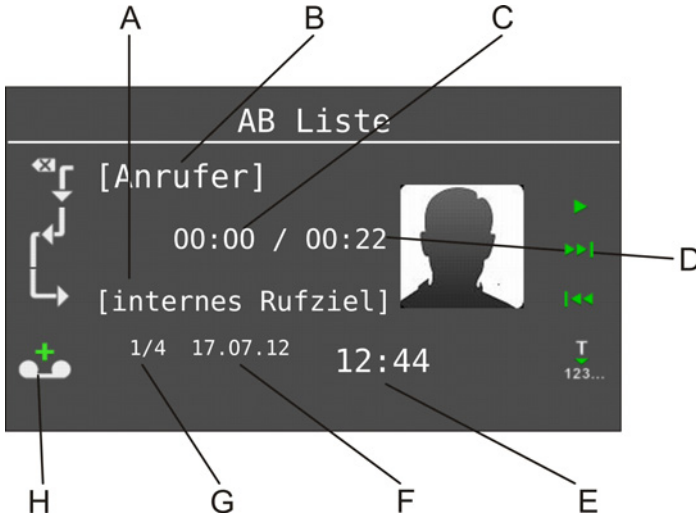 A B C
AB Liste
[Anrufer]
00:00 / 00:22
D
[internes Rufziel]
1/4 17.07.12 12:44
T
123...
H G F E